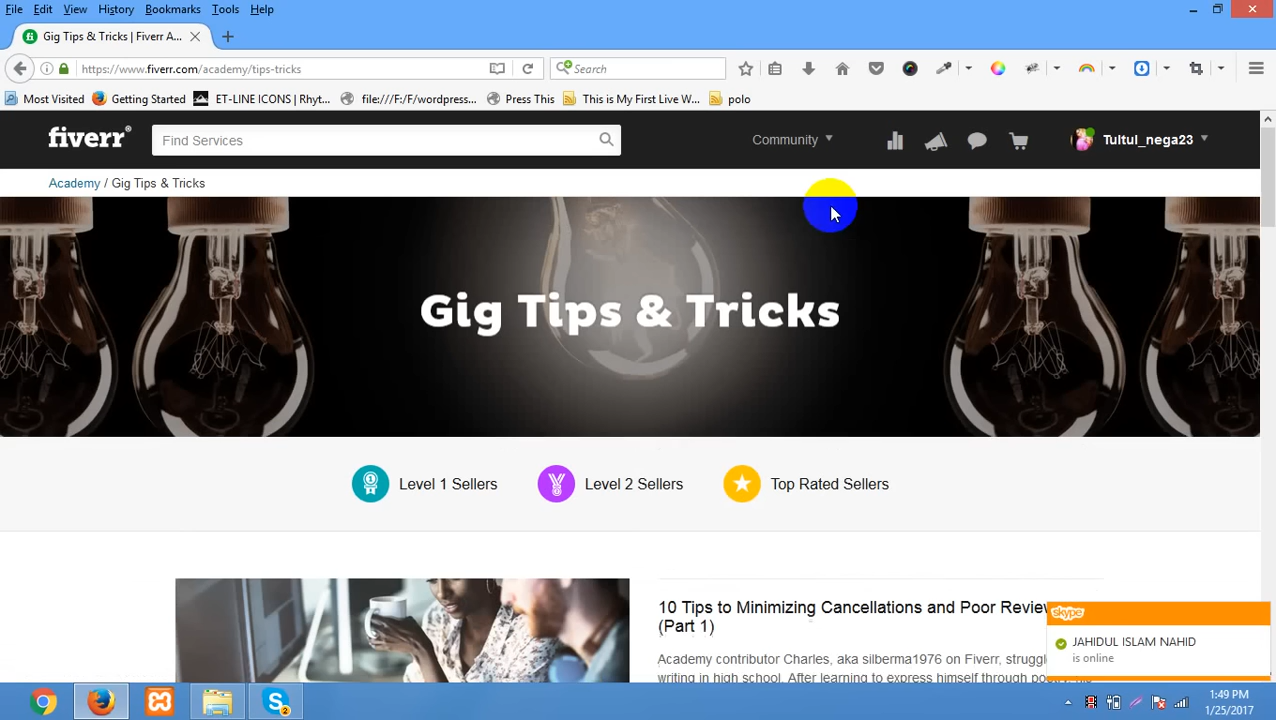 File Edit View History Bookmarks Tools Help
Gig Tips & Tricks | Fiverr A...
https://www.fiverr.com/academy/tips-tricks
Search
Most Visited Getting Started ET-LINE ICONS | Rhyt... file:///F:/F/wordpress... Press This This is My First Live W... polo
fiverr®
Find Services
Community
Tultul_nega23
Academy / Gig Tips & Tricks
Gig Tips & Tricks
Level 1 Sellers Level 2 Sellers Top Rated Sellers
10 Tips to Minimizing Cancellations and Poor Review
(Part 1)
Academy contributor Charles, aka silberma1976 on Fiverr, struggl
writing in high school. After learning to express himself through
skype
JAHIDUL ISLAM NAHID
is online
2
1:49 PM
1/25/2017